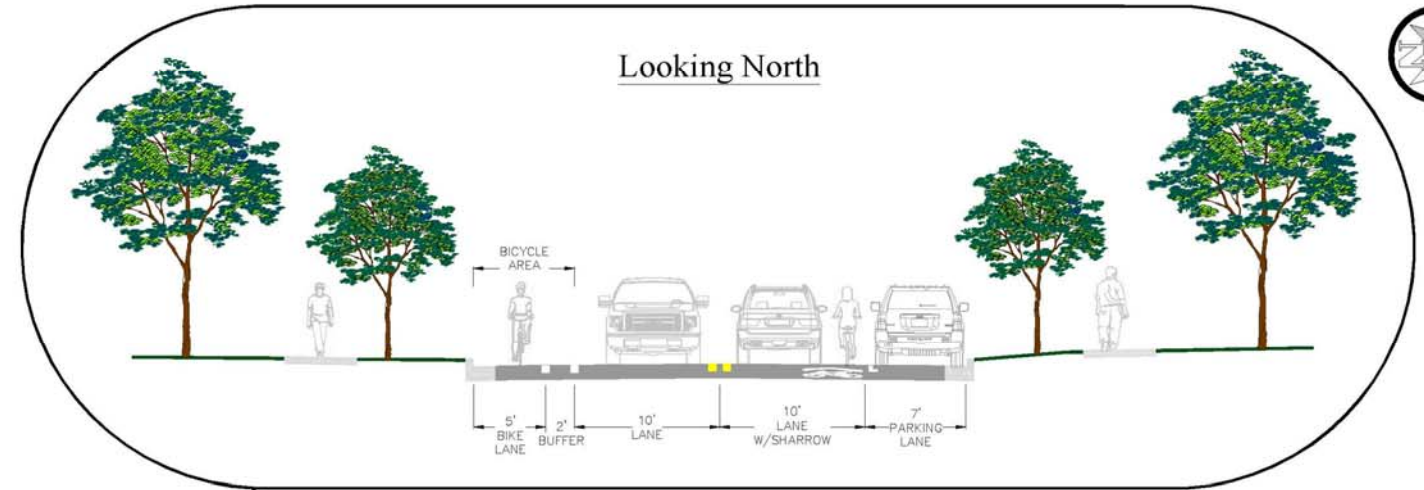 Looking North
N
BICYCLE
AREA
5'
BIKE
LANE
2'
BUFFER
10'
LANE
10'
LANE
W/SHARROW
7'
PARKING
LANE